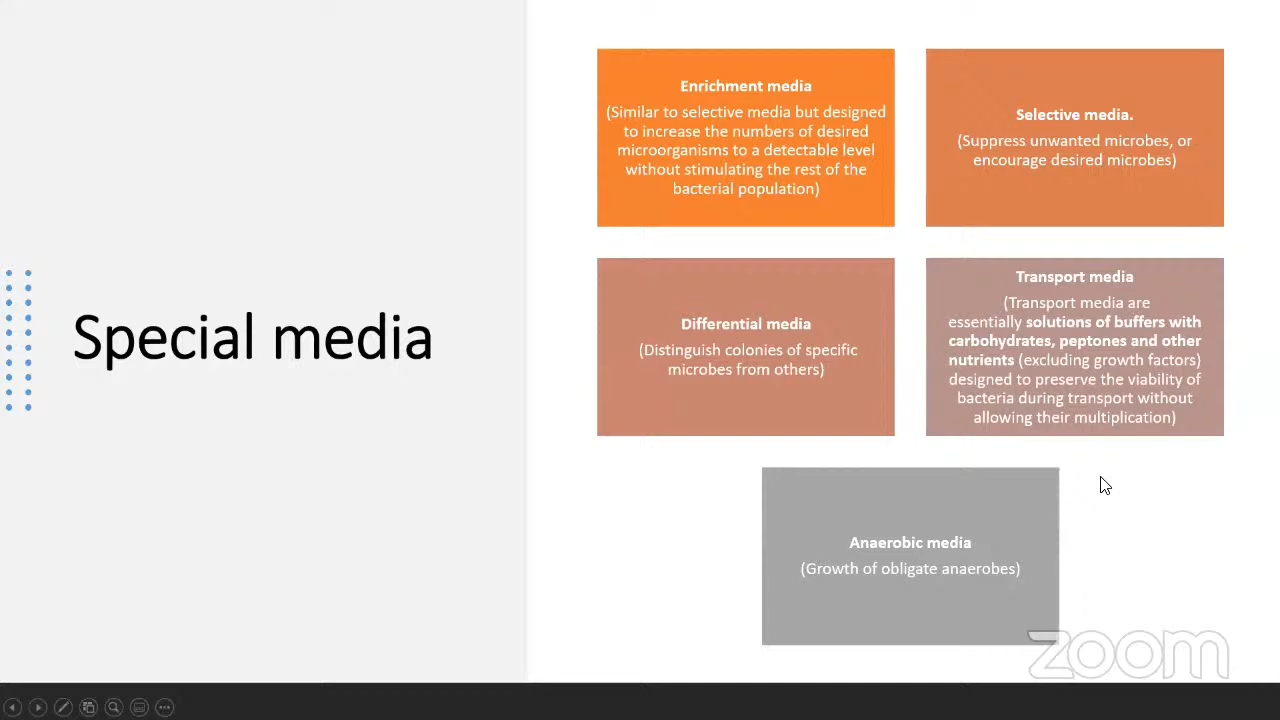 Special media
Enrichment media
(Similar to selective media but designed
to increase the numbers of desired
microorganisms to a detectable level
without stimulating the rest of the
bacterial population)
Selective media.
(Suppress unwanted microbes, or
encourage desired microbes)
Differential media
(Distinguish colonies of specific
microbes from others)
Transport media
(Transport media are
essentially solutions of buffers with
carbohydrates, peptones and other
nutrients (excluding growth factors)
designed to preserve the viability of
bacteria during transport without
allowing their multiplication)
Anaerobic media
(Growth of obligate anaerobes)
zoom